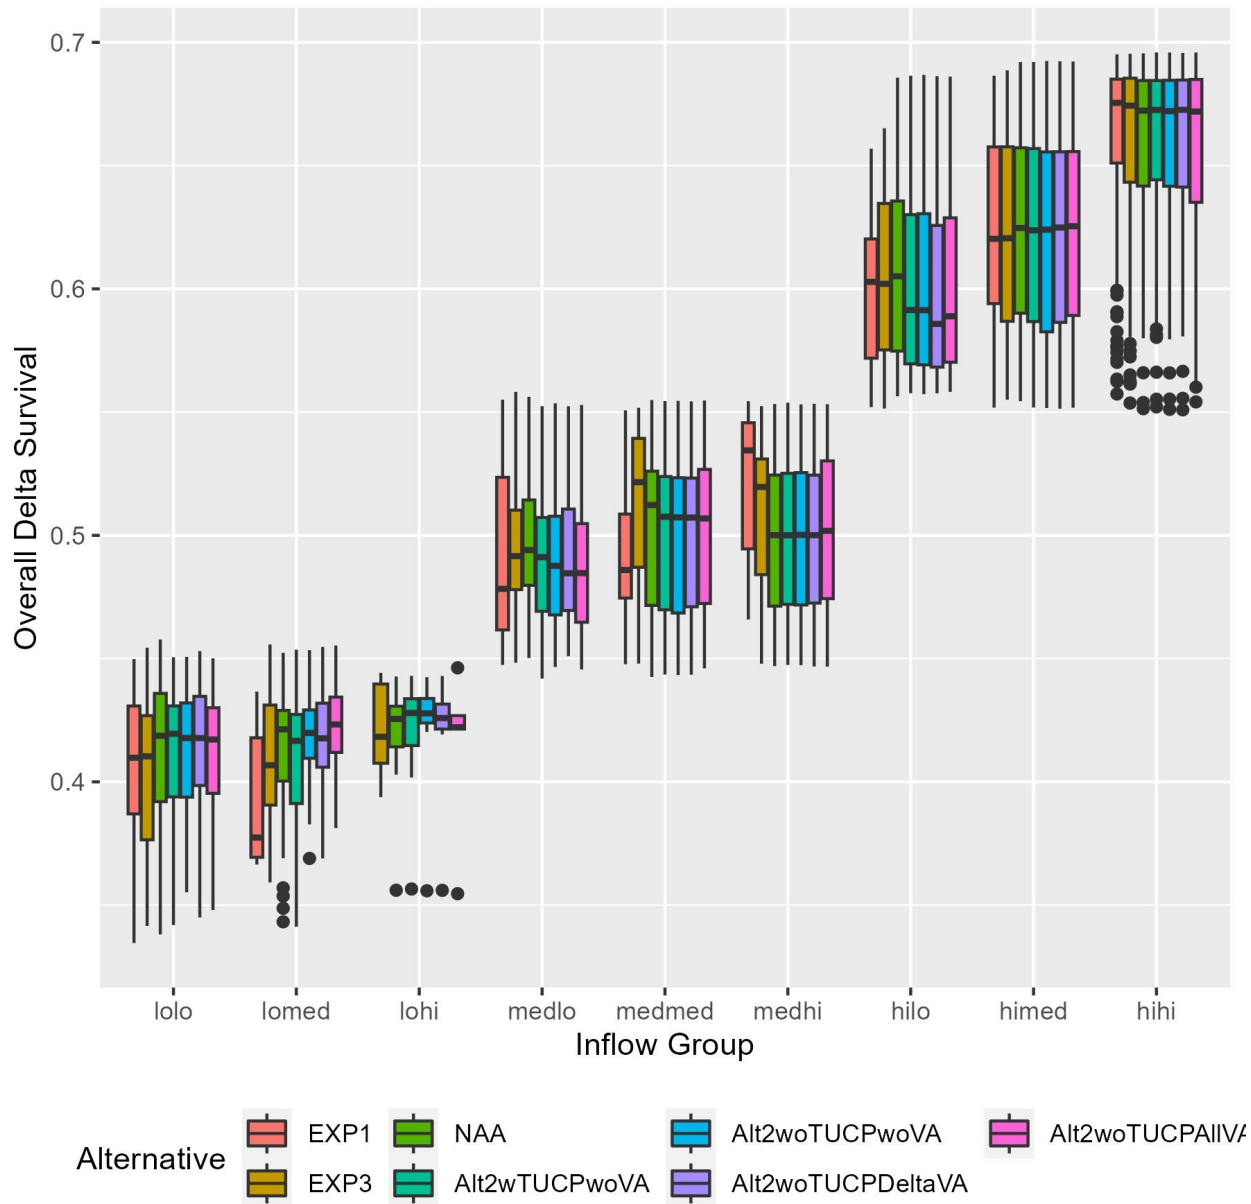 Overall Delta Survival
0.7
0.6
0.5
0.4
lolo lomed lohi medlo medmed medhi hilo himed hihi
Inflow Group
Alternative
EXP1 NAA Alt2woTUCPwoVA Alt2woTUCPAllVA
EXP3 Alt2wTUCPwoVA Alt2woTUCPDeltaVA